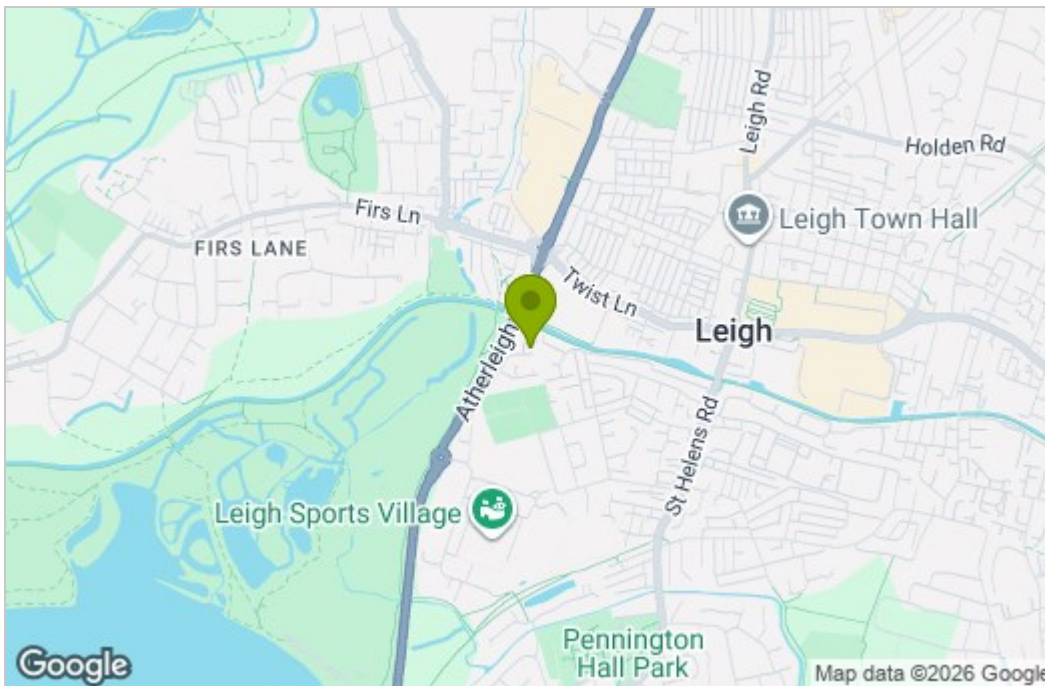 Leigh Rd
Holden Rd
Firs Ln
Leigh Town Hall
FIRS LANE
Twist Ln
Leigh
Atherleigh
St Helens Rd
Leigh Sports Village
Pennington
Hall Park
Google
Map data ©2026 Google